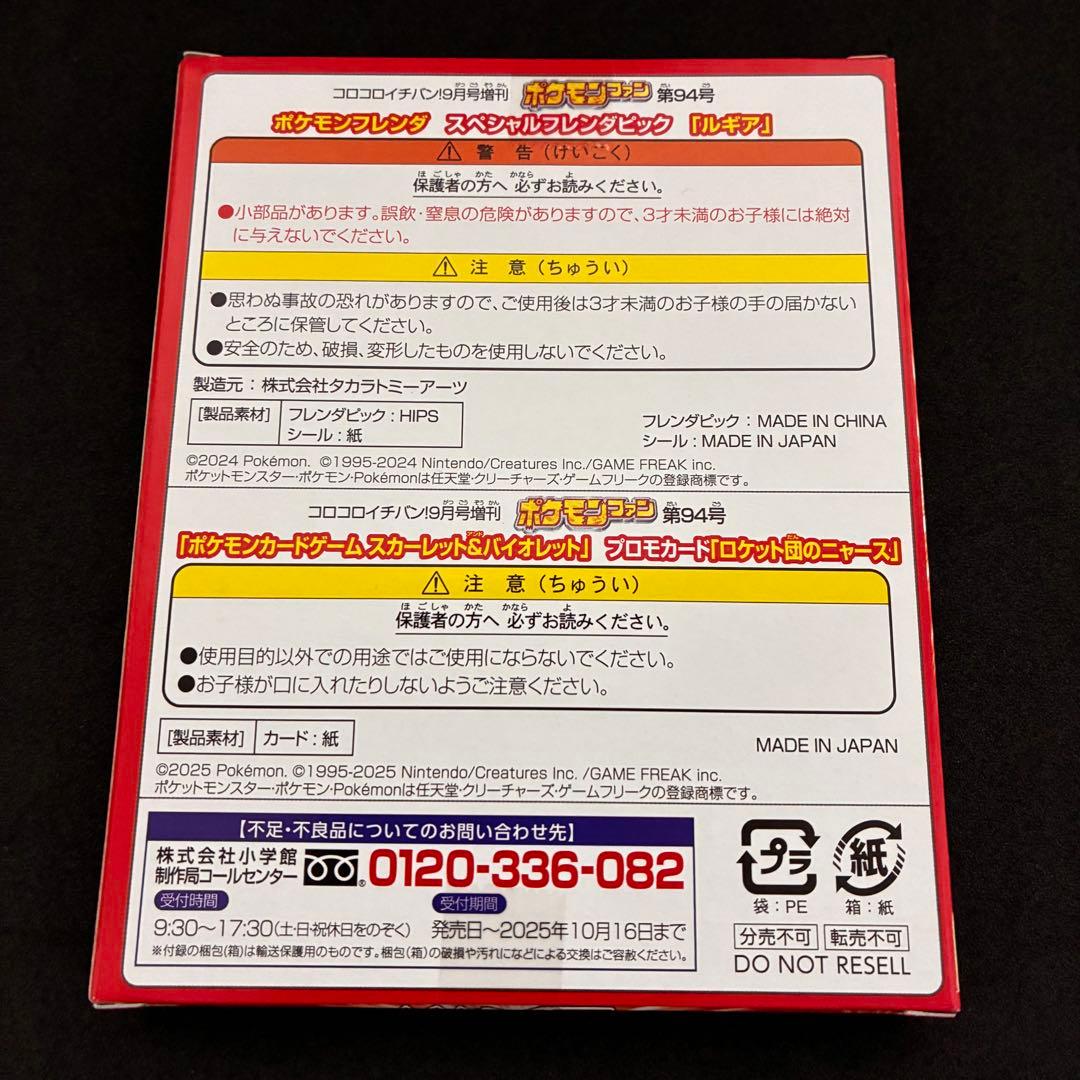 コロコロイチバン!9月号増刊 ポケモンファン 第94号
ポケモンフレンダ スペシャルフレンダピック 「ルギア」
⚠ 警 告(けいこく)
保護者の方へ 必ずお読みください。
●小部品があります。誤飲・窒息の危険がありますので、3才未満のお子様には絶対
に与えないでください。
⚠ 注 意(ちゅうい)
●思わぬ事故の恐れがありますので、ご使用後は3才未満のお子様の手の届かない
ところに保管してください。
●安全のため、破損、変形したものを使用しないでください。
製造元:株式会社タカラトミーアーツ
[製品素材] フレンダピック:HIPS
シール:紙
フレンダピック:MADE IN CHINA
シール:MADE IN JAPAN
©2024 Pokémon. ©1995-2024 Nintendo/Creatures Inc./GAME FREAK inc.
ポケットモンスター・ポケモン・Pokémonは任天堂・クリーチャーズ・ゲームフリークの登録商標です。
コロコロイチバン!9月号増刊 ポケモンファン 第94号
「ポケモンカードゲーム スカーレット&バイオレット」 プロモカード「ロケット団のニャース」
⚠ 注 意(ちゅうい)
保護者の方へ 必ずお読みください。
●使用目的以外での用途ではご使用にならないでください。
●お子様が口に入れたりしないようご注意ください。
[製品素材] カード:紙
MADE IN JAPAN
©2025 Pokémon. ©1995-2025 Nintendo/Creatures Inc. /GAME FREAK inc.
ポケットモンスター・ポケモン・Pokémonは任天堂・クリーチャーズ・ゲームフリークの登録商標です。
【不足・不良品についてのお問い合わせ先】
株式会社小学館
制作局コールセンター
0120-336-082
受付時間
9:30〜17:30(土・日・祝休日をのぞく)
受付期間
発売日〜2025年10月16日まで
※付録の梱包(箱)は輸送保護用のものです。梱包(箱)の破損や汚れになどによる交換はご容赦ください。
プラ
袋:PE
紙
箱:紙
分売不可 転売不可
DO NOT RESELL